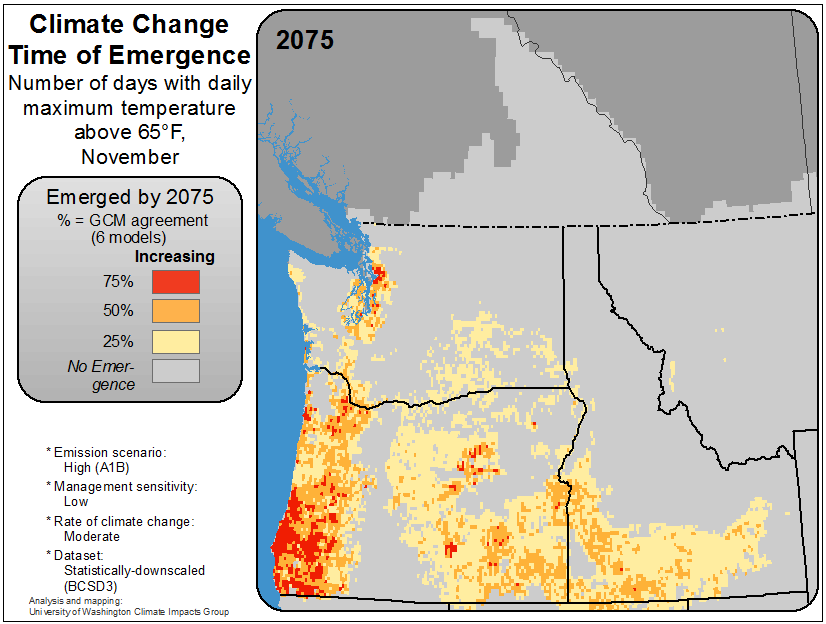 Climate Change
Time of Emergence
Number of days with daily
maximum temperature
above 65°F,
November
2075
Emerged by 2075
% = GCM agreement
(6 models)
Increasing
75%
50%
25%
No Emer-
gence
* Emission scenario:
High (A1B)
* Management sensitivity:
Low
* Rate of climate change:
Moderate
* Dataset:
Statistically-downscaled
(BCSD3)
Analysis and mapping:
University of Washington Climate Impacts Group